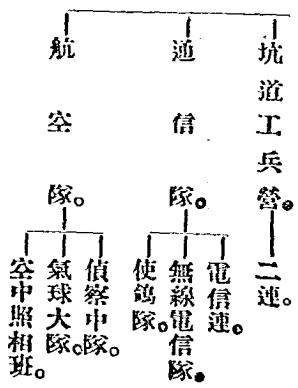 坑道工兵營。
二連。
通信隊。
電信連。
無線電信隊。
使鴿隊。
航空隊。
偵察中隊。
氣球大隊。
空中照相班。